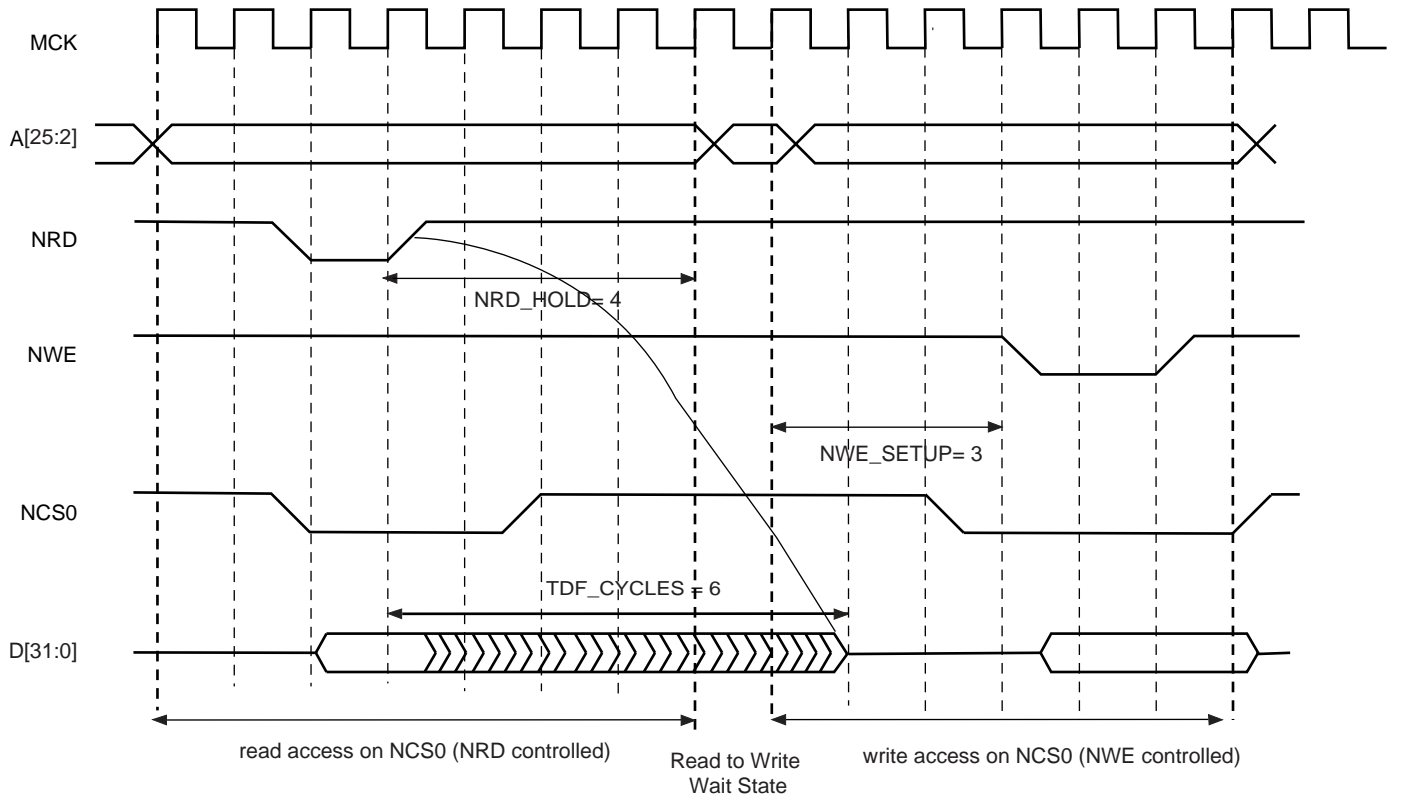 MCK
A[25:2]
NRD
NRD_HOLD= 4
NWE
NWE_SETUP= 3
NCS0
TDF_CYCLES = 6
D[31:0]
read access on NCS0 (NRD controlled)
Read to Write
Wait State
write access on NCS0 (NWE controlled)